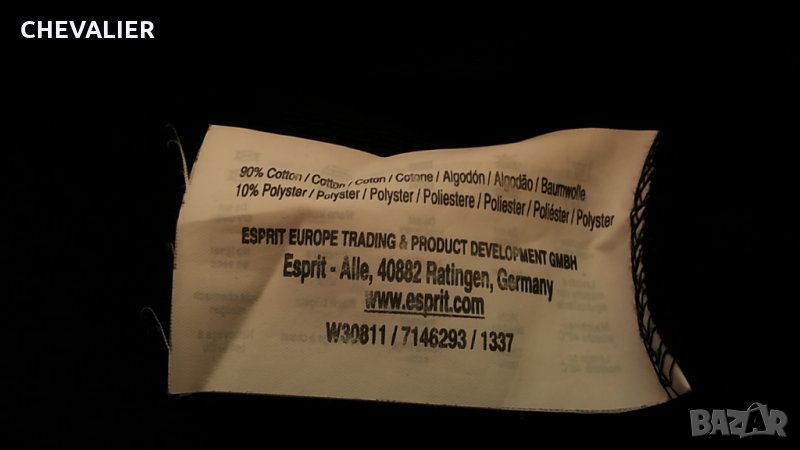 CHEVALIER
90% Cotton / Cotton / Coton / Cotone / Algodón / Algodão / Baumwolle
10% Polyster / Polyster / Polyster / Poliestere / Poliester / Poliéster / Polyster
ESPRIT EUROPE TRADING & PRODUCT DEVELOPMENT GMBH
Esprit - Alle, 40882 Ratingen, Germany
www.esprit.com
W30811 / 7146293 / 1337
BAZAR